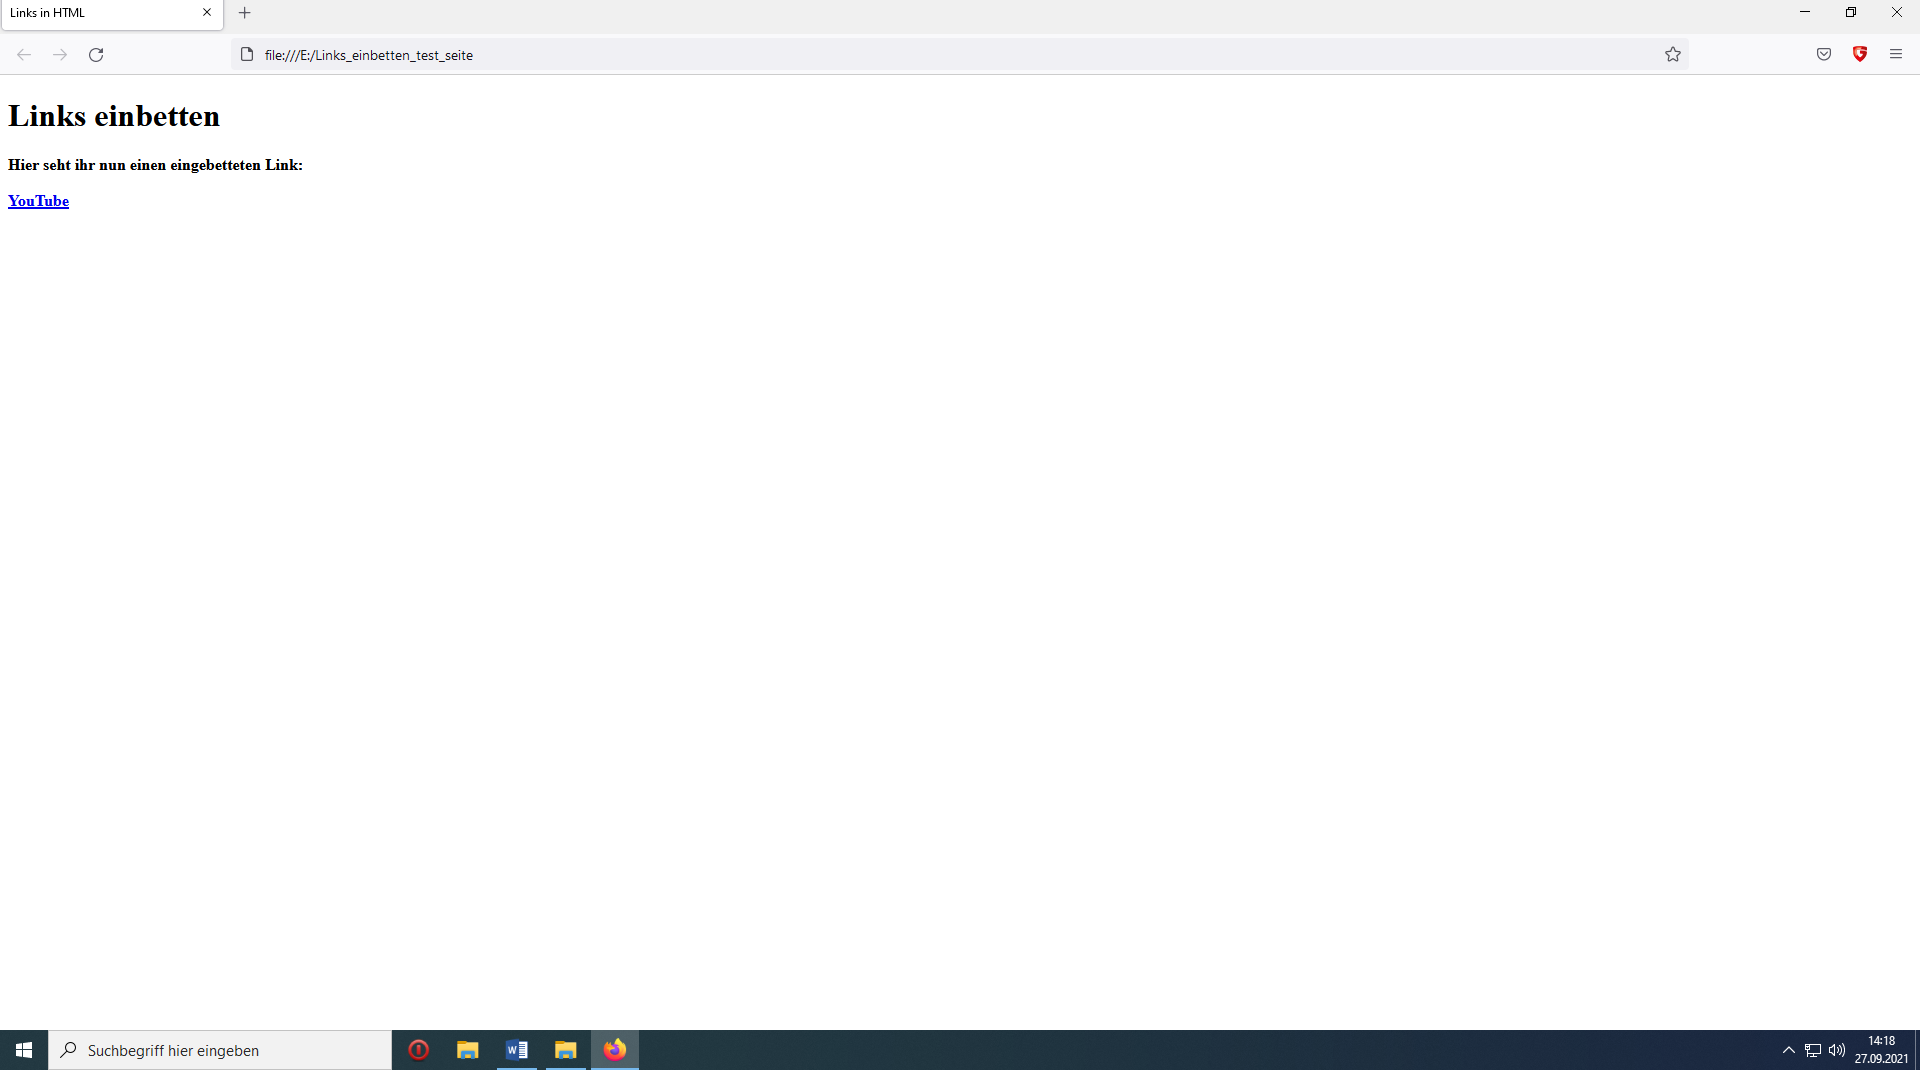 Links in HTML
file:///E:/Links_einbetten_test_seite
Links einbetten
Hier seht ihr nun einen eingebetteten Link:
YouTube
Suchbegriff hier eingeben
14:18
27.09.2021